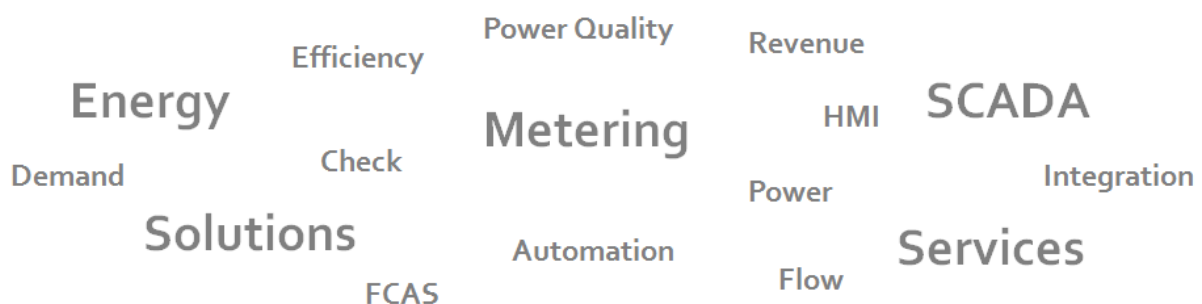 Power Quality
Revenue
Efficiency
Energy
SCADA
HMI
Metering
Check
Demand
Integration
Power
Solutions
Services
Automation
Flow
FCAS